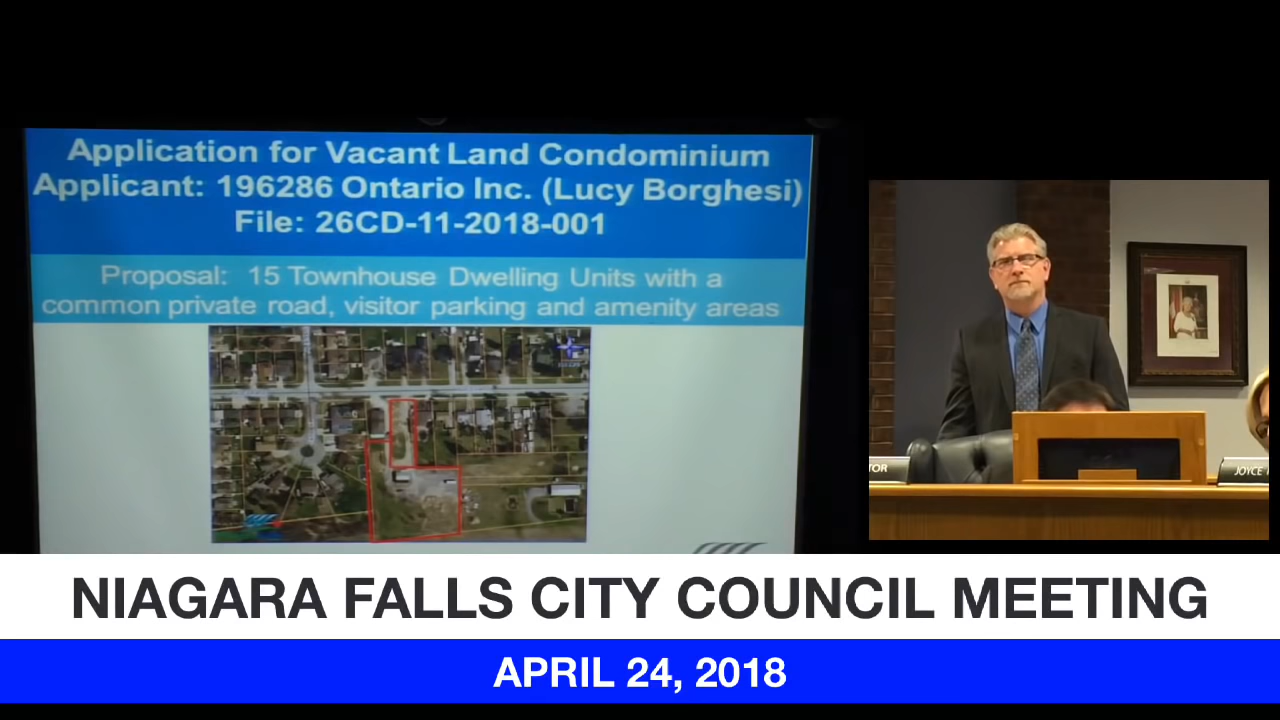 Application for Vacant Land Condominium
Applicant: 196286 Ontario Inc. (Lucy Borghesi)
File: 26CD-11-2018-001
Proposal: 15 Townhouse Dwelling Units with a
common private road, visitor parking and amenity areas
TOR
JOYCE
NIAGARA FALLS CITY COUNCIL MEETING
APRIL 24, 2018